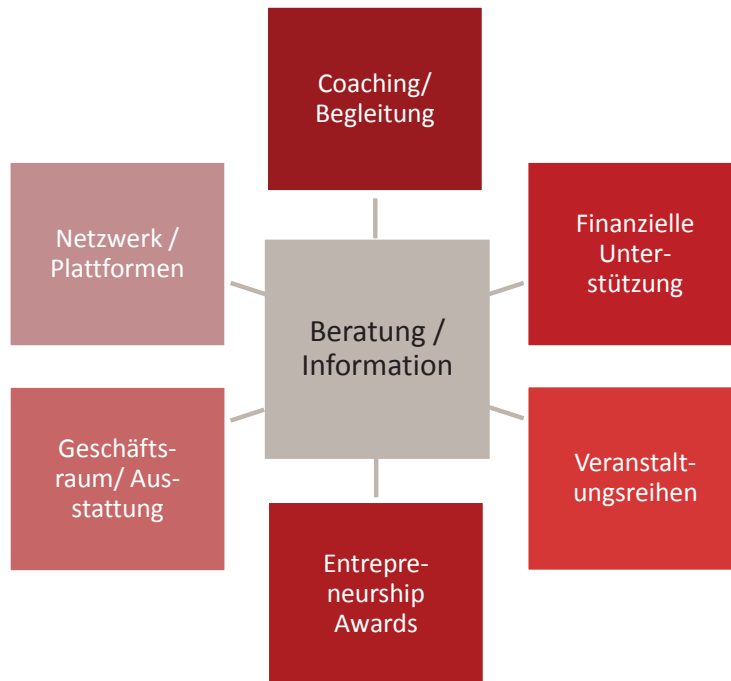 Coaching/
Begleitung
Netzwerk /
Plattformen
Finanzielle
Unter-
stützung
Beratung /
Information
Geschäfts-
raum/ Aus-
stattung
Veranstalt-
ungsreihen
Entrepre-
neurship
Awards